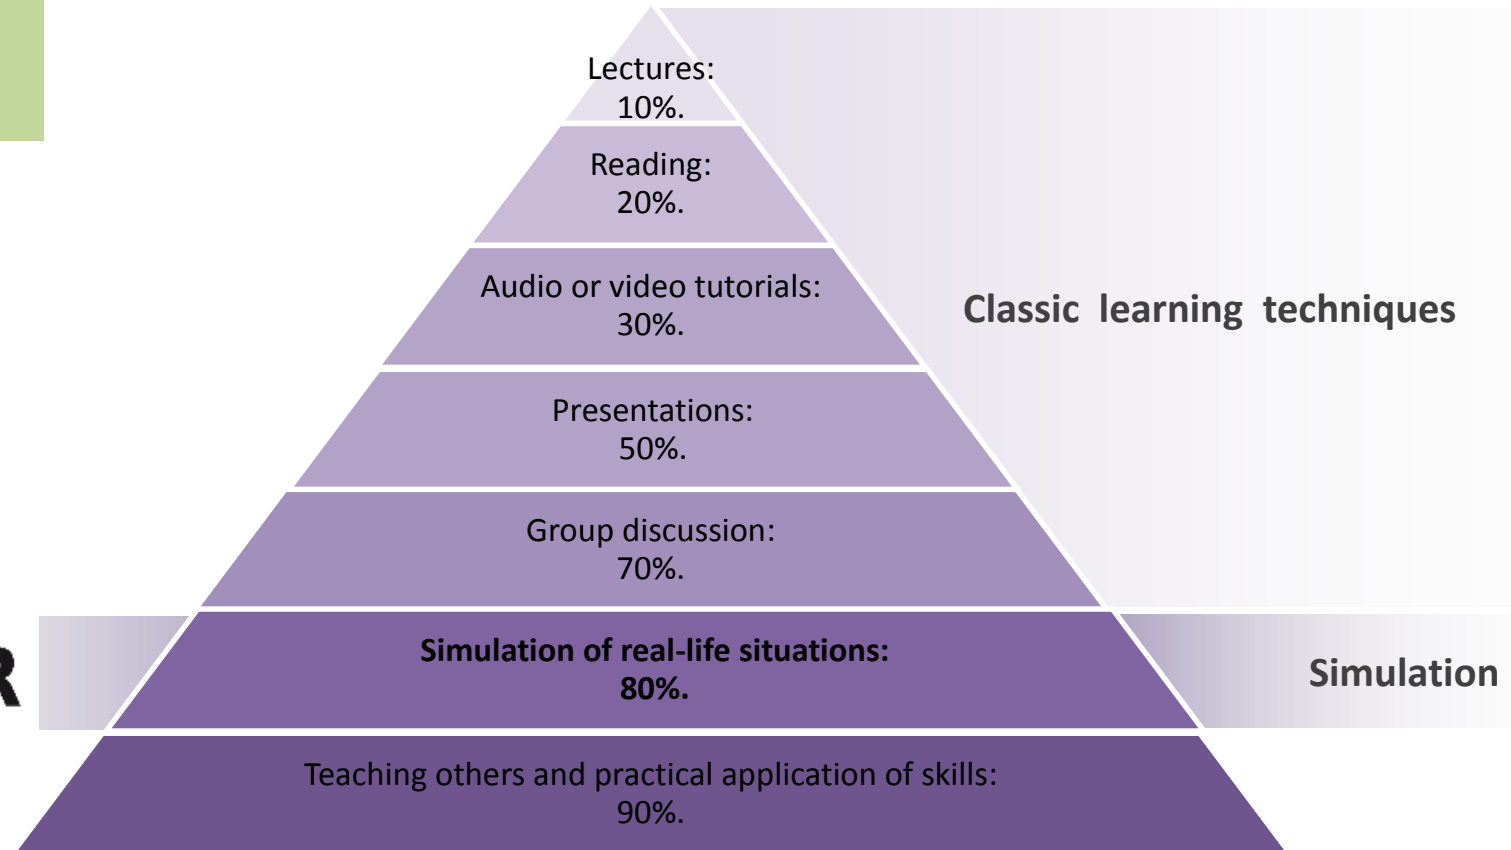 Lectures:
10%.
Reading:
20%.
Audio or video tutorials:
30%.
Classic learning techniques
Presentations:
50%.
Group discussion:
70%.
R
Simulation of real-life situations:
80%.
Simulation
Teaching others and practical application of skills:
90%.